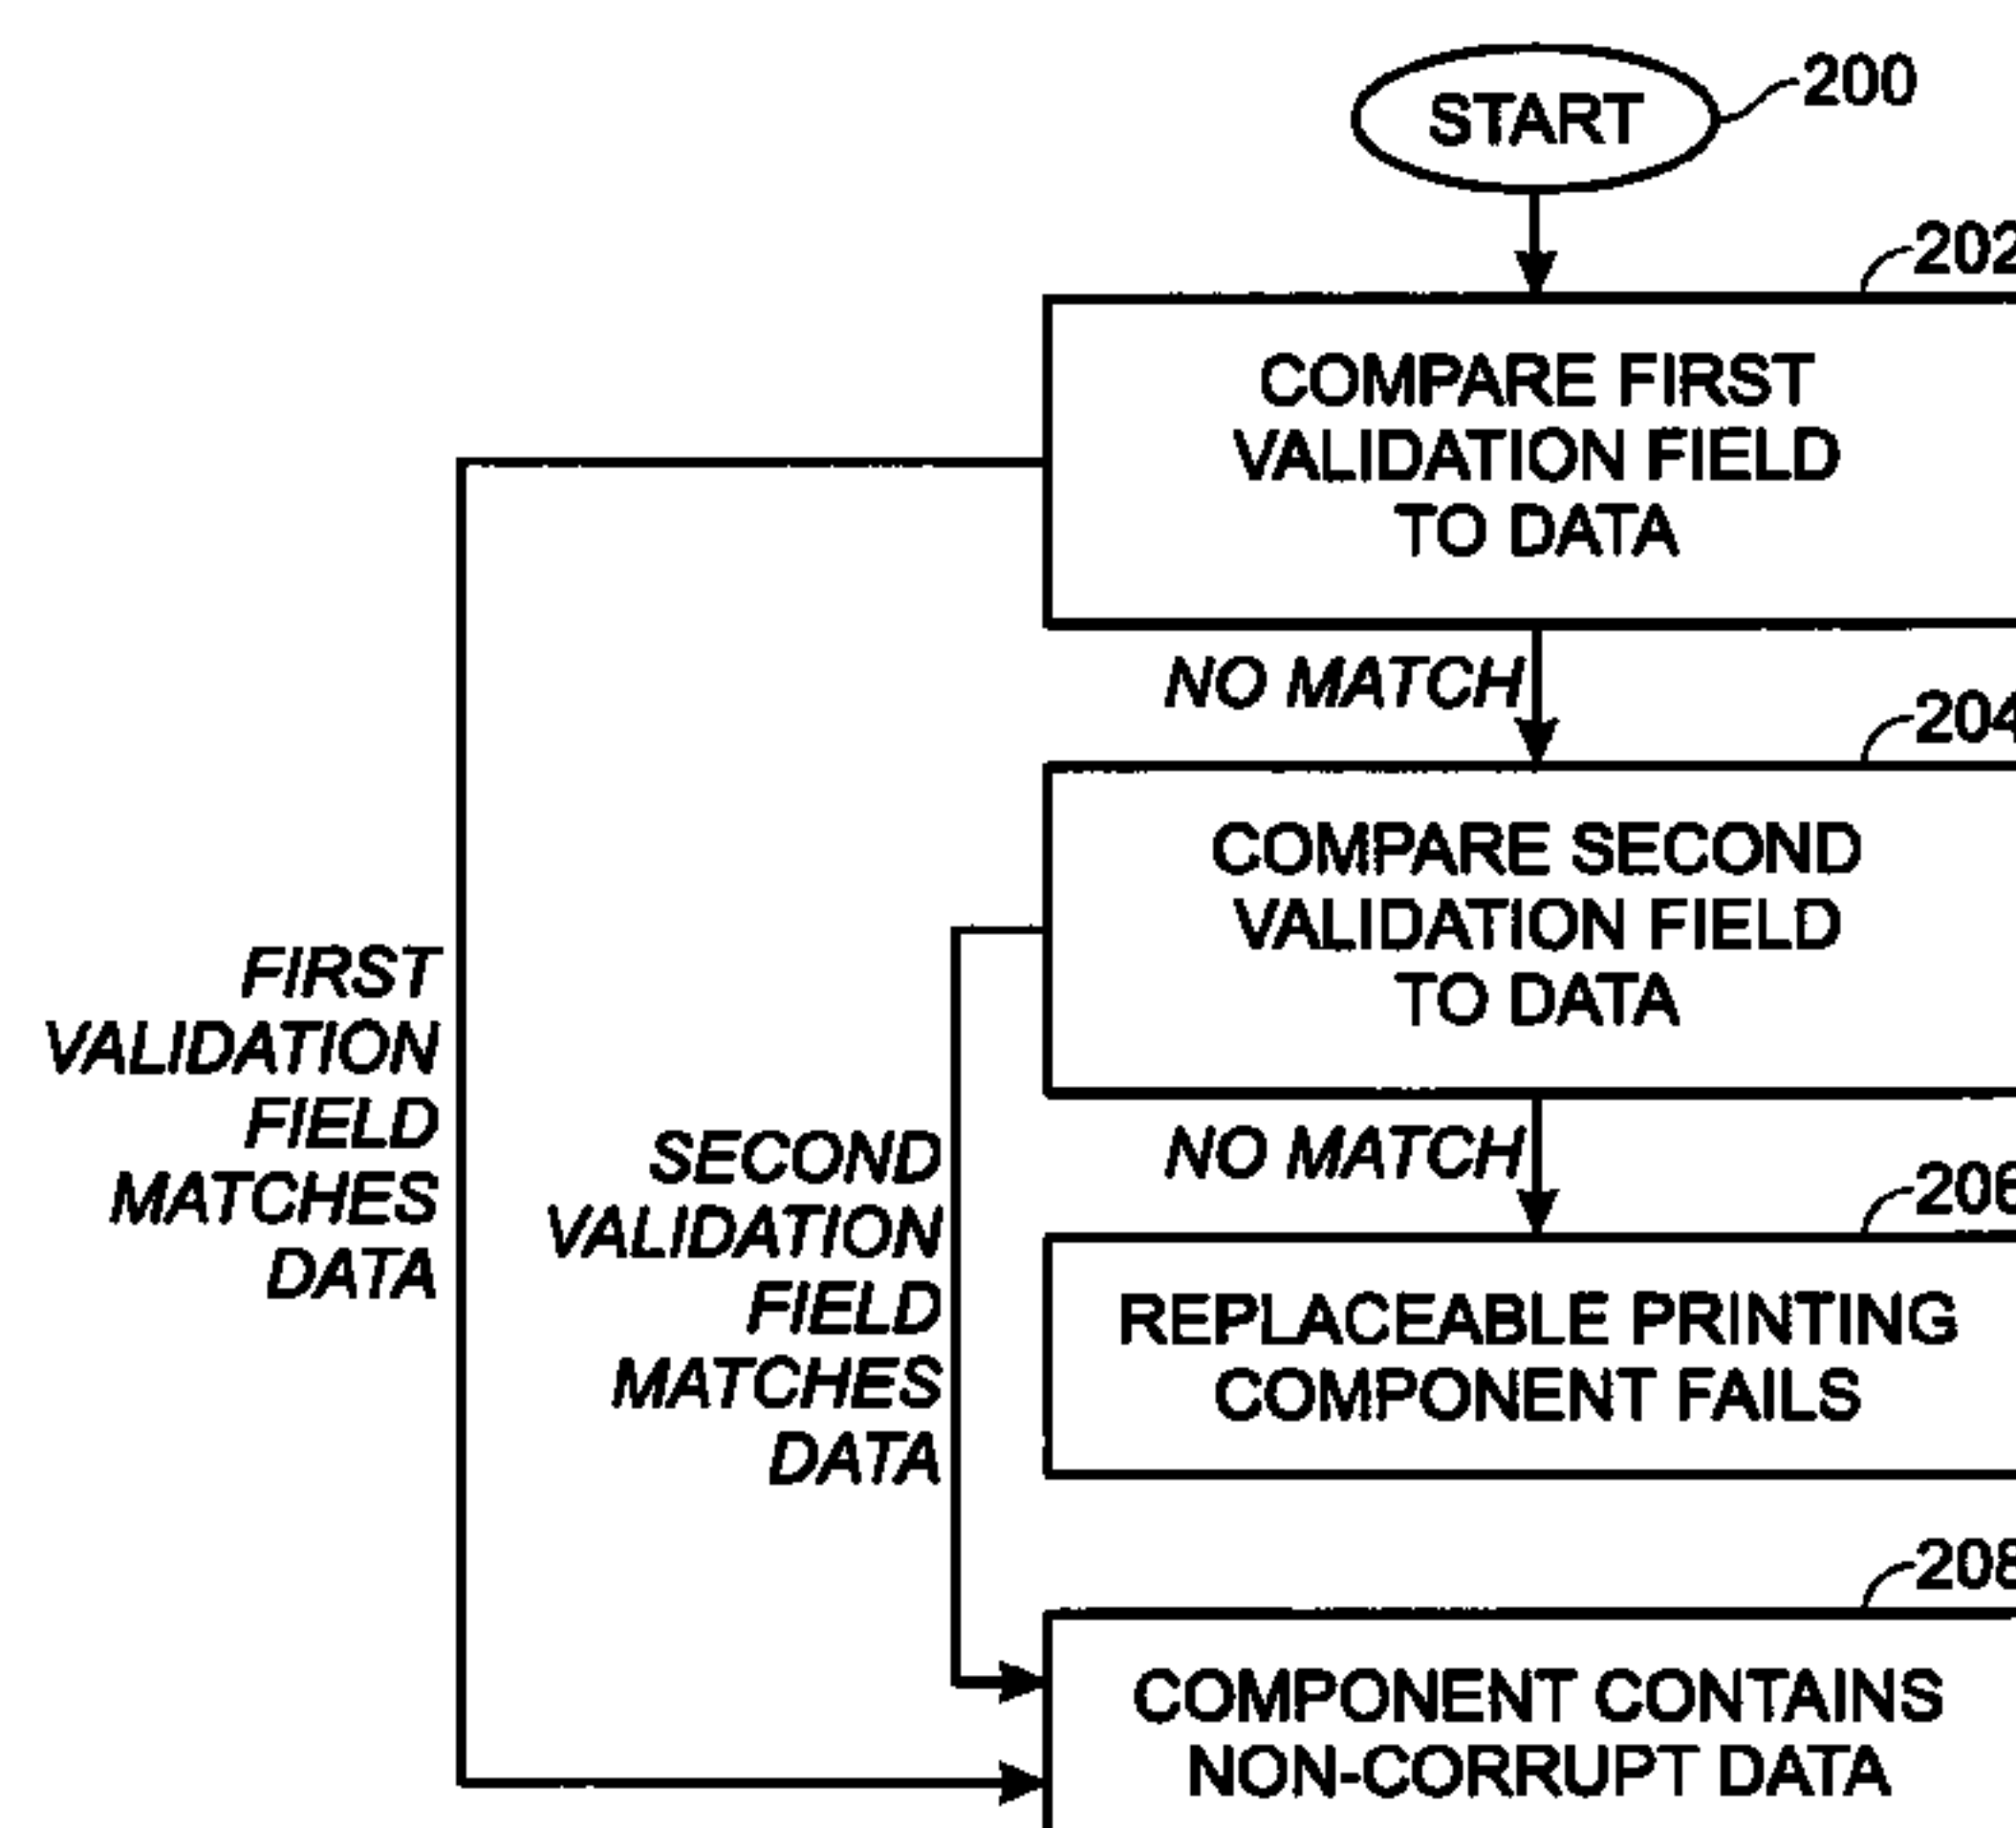 START
200
202
COMPARE FIRST
VALIDATION FIELD
TO DATA
NO MATCH
204
COMPARE SECOND
VALIDATION FIELD
TO DATA
FIRST
VALIDATION
FIELD
MATCHES
DATA
SECOND
VALIDATION
FIELD
MATCHES
DATA
NO MATCH
206
REPLACEABLE PRINTING
COMPONENT FAILS
208
COMPONENT CONTAINS
NON-CORRUPT DATA